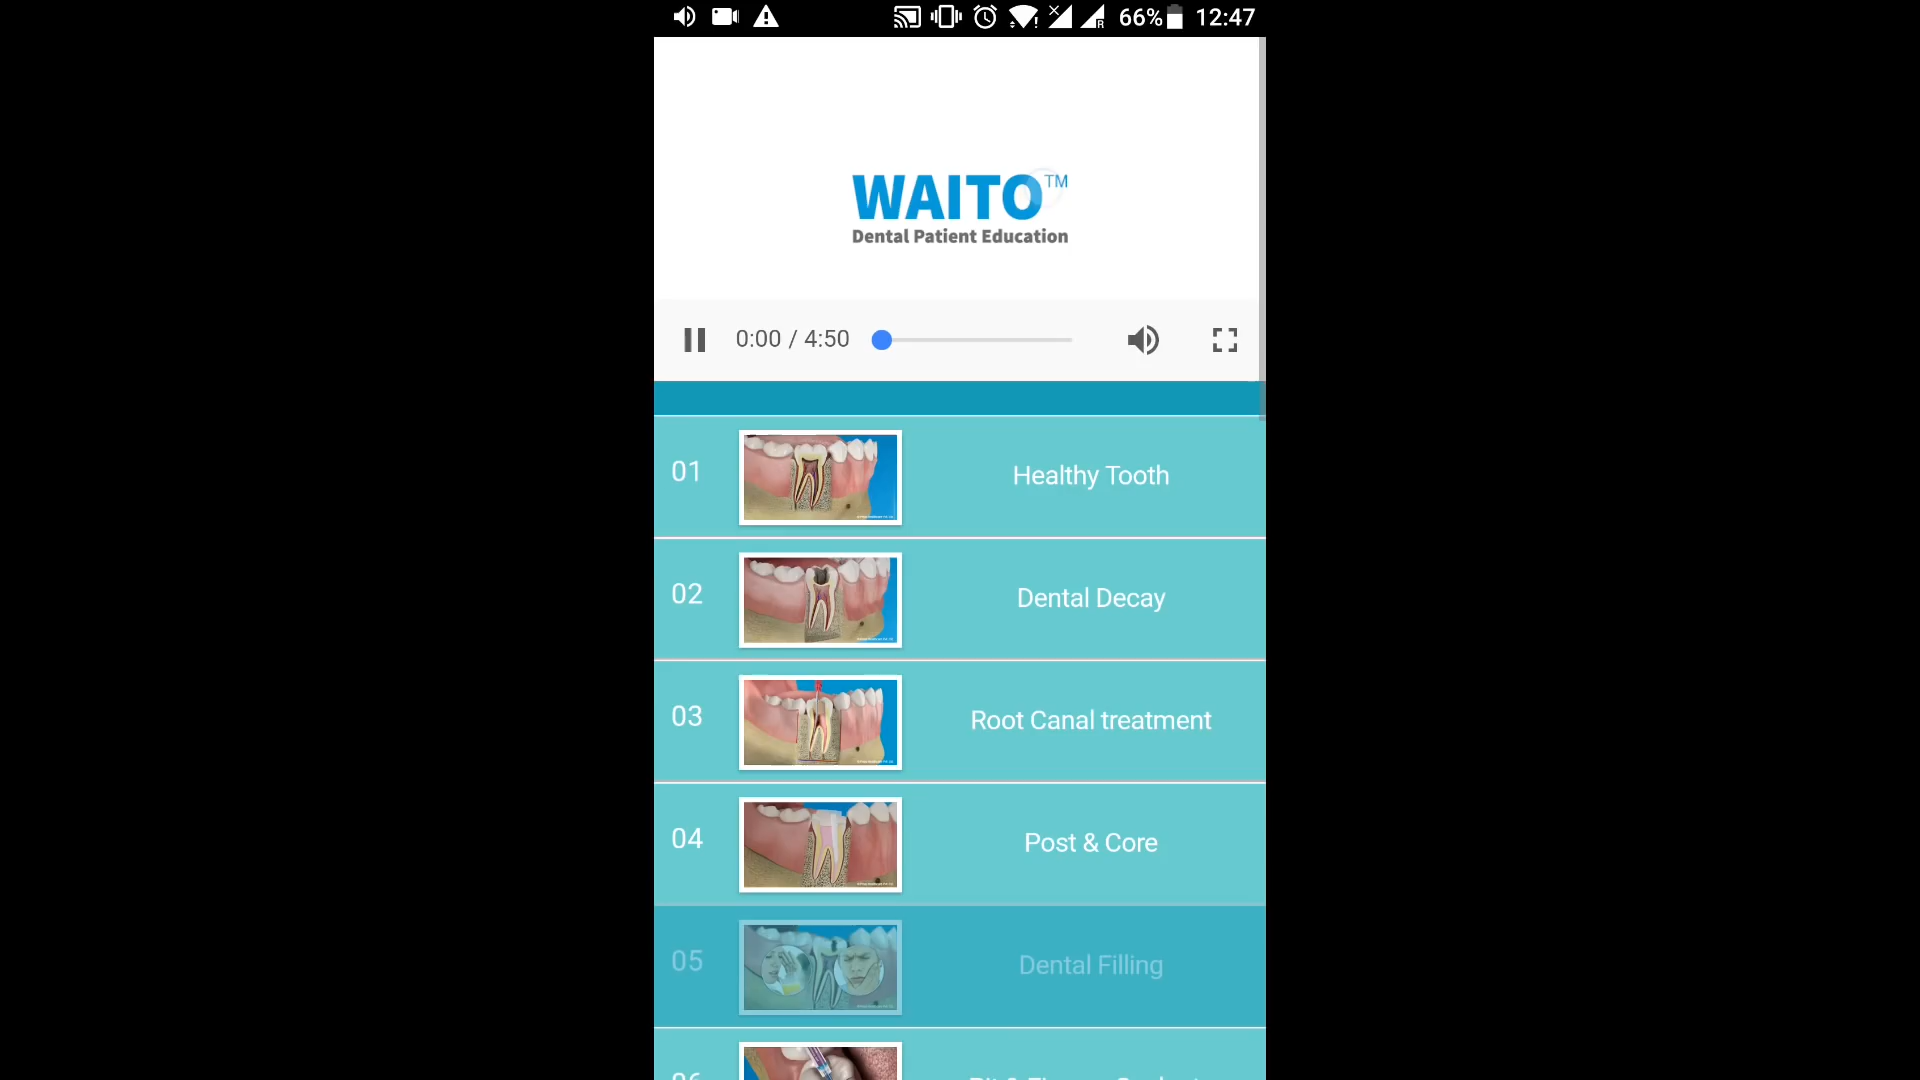 66% 12:47
WAITO™
Dental Patient Education
0:00 / 4:50
01 Healthy Tooth
02 Dental Decay
03 Root Canal treatment
04 Post & Core
05 Dental Filling